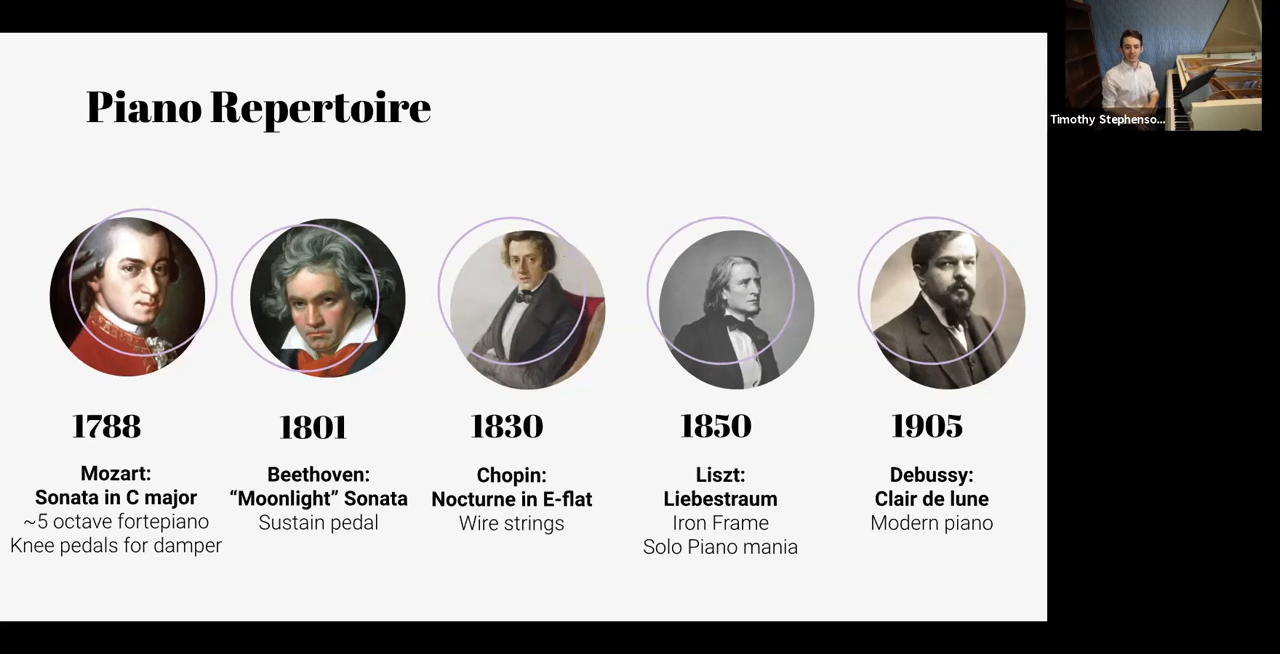 Piano Repertoire
Timothy Stephenso...
1788
Mozart:
Sonata in C major
~5 octave fortepiano
Knee pedals for damper
1801
Beethoven:
“Moonlight” Sonata
Sustain pedal
1830
Chopin:
Nocturne in E-flat
Wire strings
1850
Liszt:
Liebestraum
Iron Frame
Solo Piano mania
1905
Debussy:
Clair de lune
Modern piano